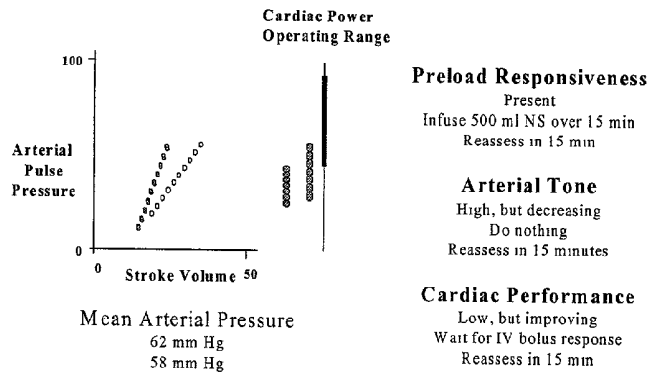 Cardiac Power
Operating Range
100
Arterial
Pulse
Pressure
0
0
50
Stroke Volume
Mean Arterial Pressure
62 mm Hg
58 mm Hg
Preload Responsiveness
Present
Infuse 500 ml NS over 15 min
Reassess in 15 min
Arterial Tone
High, but decreasing
Do nothing
Reassess in 15 minutes
Cardiac Performance
Low, but improving
Wait for IV bolus response
Reassess in 15 min